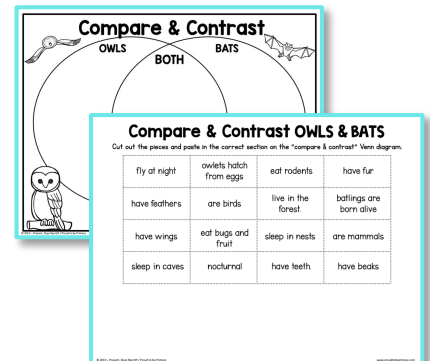 Compare & Contrast
OWLS
BATS
BOTH
Compare & Contrast OWLS & BATS
Cut out the pieces and paste in the correct section on the "compare & contrast" Venn diagram.
fly at night
owlets hatch
from eggs
eat rodents
have fur
have feathers
are birds
live in the
forest.
batlings are
born alive
have wings
eat bugs and
fruit
sleep in nests
are mammals
sleep in caves
nocturnal
have teeth.
have beaks